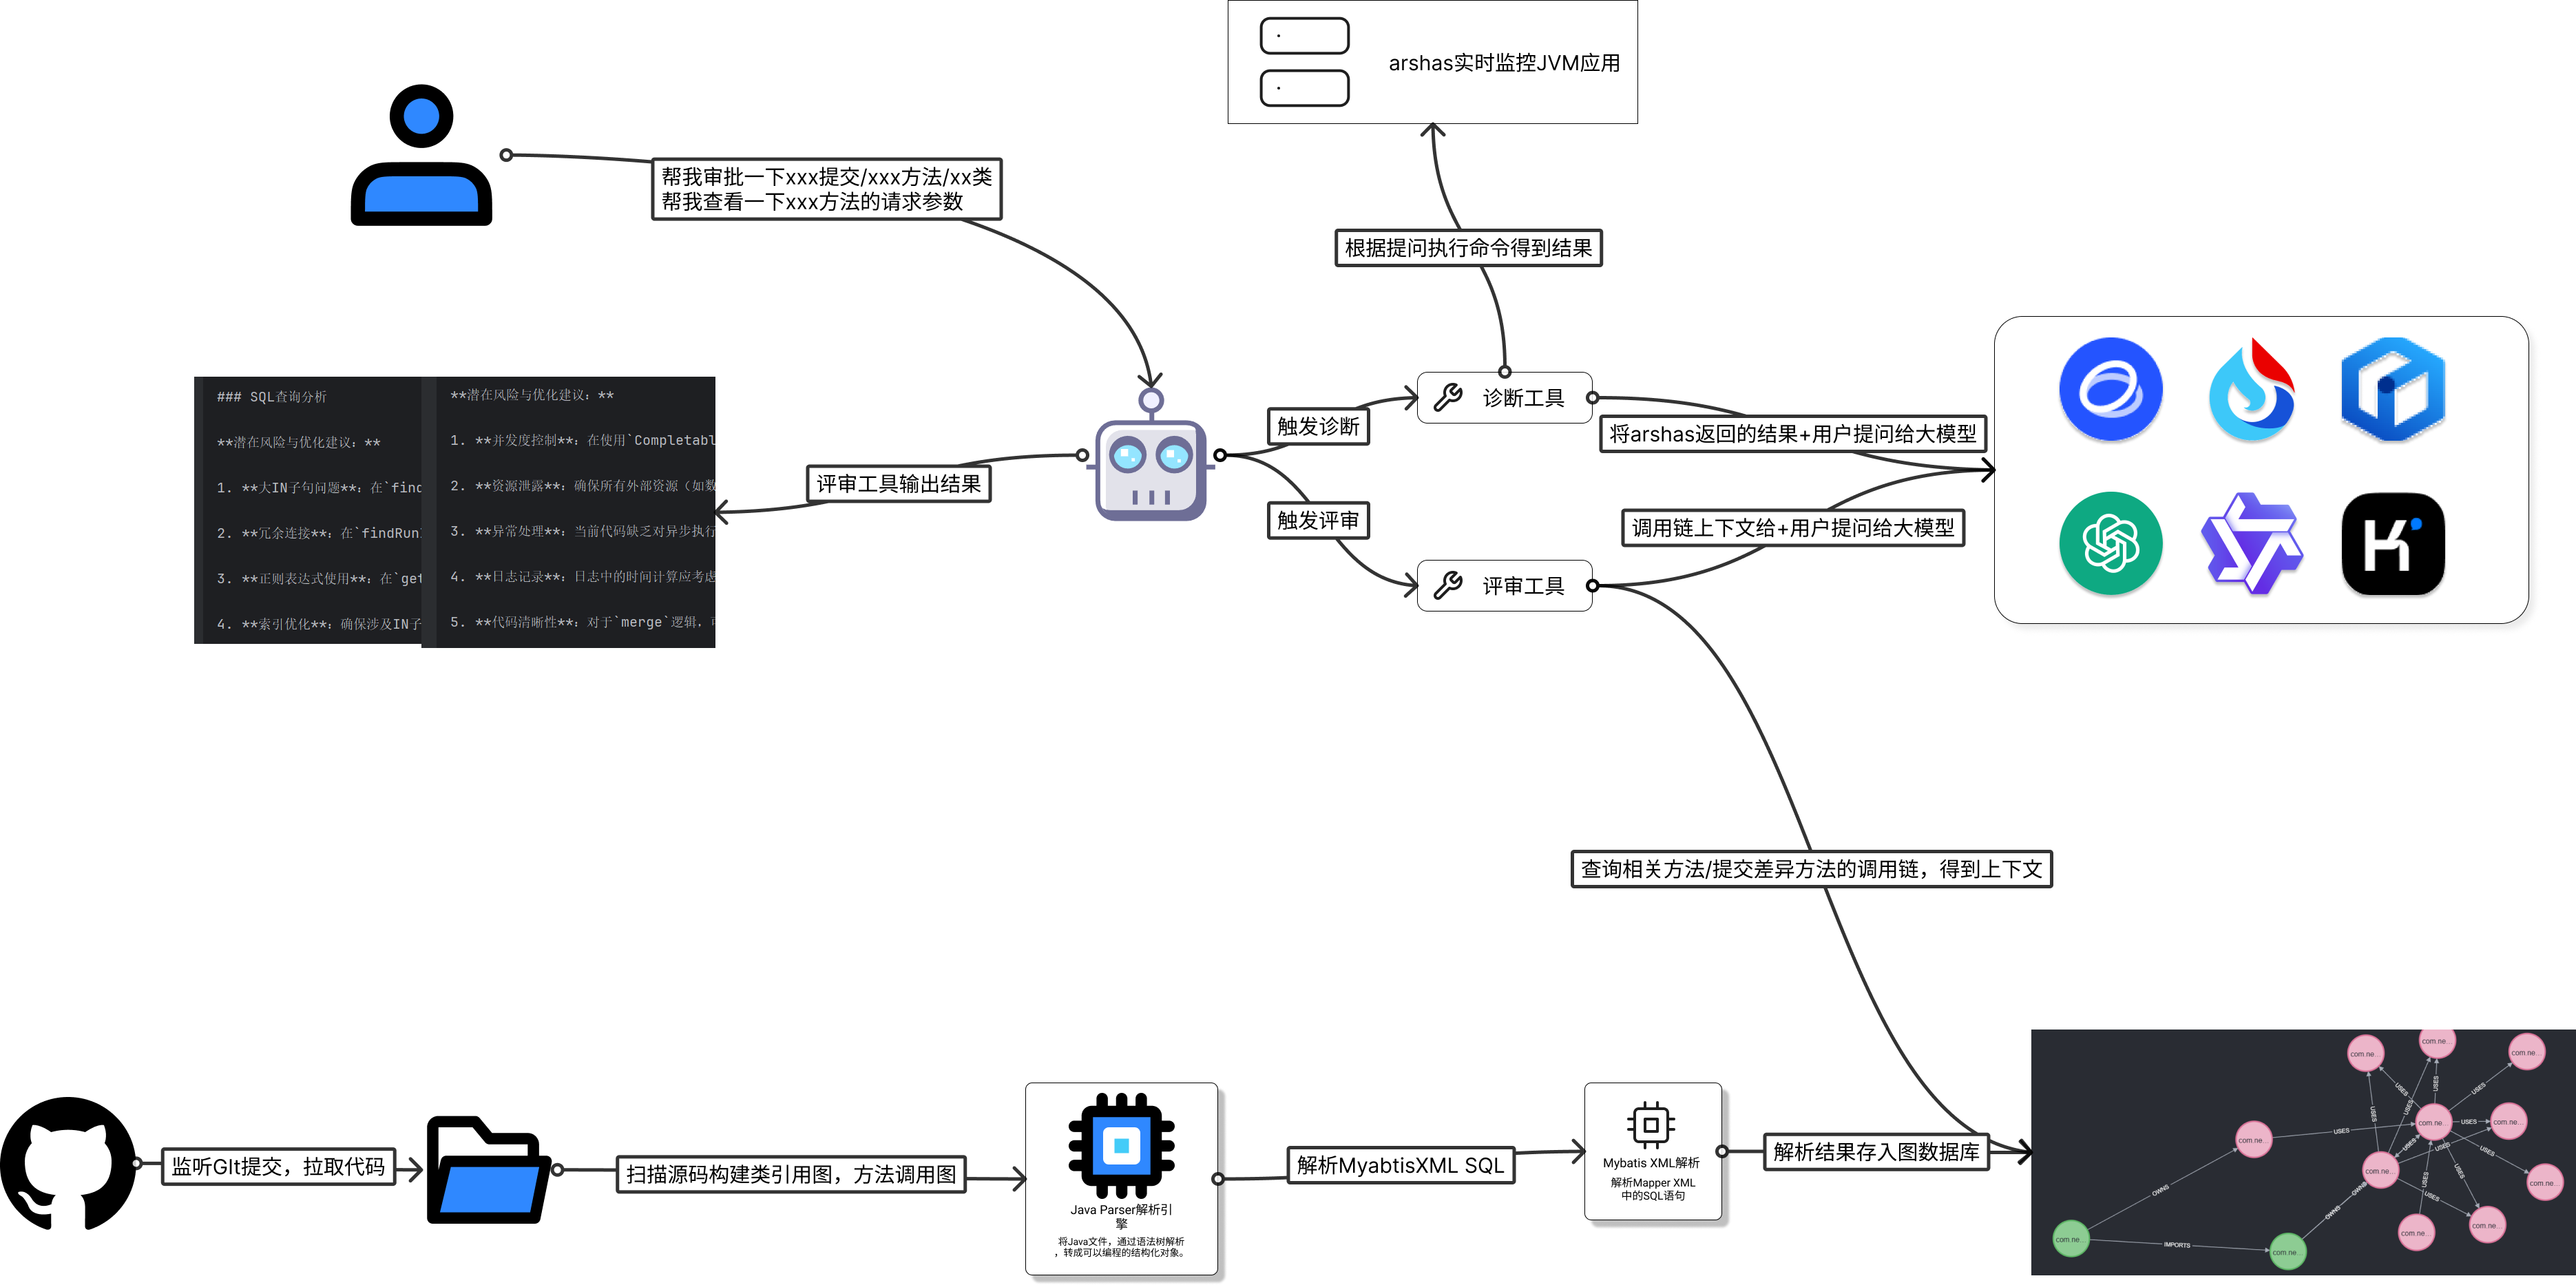 arshas实时监控JVM应用
帮我审批一下xxx提交/xxx方法/xx类
帮我查看一下xxx方法的请求参数
根据提问执行命令得到结果
诊断工具
触发诊断
将arshas返回的结果+用户提问给大模型
评审工具输出结果
触发评审
调用链上下文给+用户提问给大模型
评审工具
### SQL查询分析
**潜在风险与优化建议：**
1. **大IN子句问题**：在`find
2. **冗余连接**：在`findRun
3. **正则表达式使用**：在`get
4. **索引优化**：确保涉及IN子
**潜在风险与优化建议：**
1. **并发度控制**：在使用`Completabl
2. **资源泄露**：确保所有外部资源（如数
3. **异常处理**：当前代码缺乏对异步执行
4. **日志记录**：日志中的时间计算应考虑
5. **代码清晰性**：对于`merge`逻辑，
查询相关方法/提交差异方法的调用链，得到上下文
监听GIt提交，拉取代码
扫描源码构建类引用图，方法调用图
Java Parser解析引
擎
将Java文件，通过语法树解析
，转成可以编程的结构化对象。
解析MyabtisXML SQL
Mybatis XML解析
解析Mapper XML
中的SQL语句
解析结果存入图数据库
com.ne...
com.ne...
com.ne...
USES
USES
USES
USES
USES
com.ne...
USES
com.ne...
com.ne...
USES
USES
USES
USES
com.ne...
USES
com.ne...
OWNS
OWNS
USES
USES
OWNS
com.ne...
com.ne...
com.ne...
com.ne...
IMPORTS
com.ne...